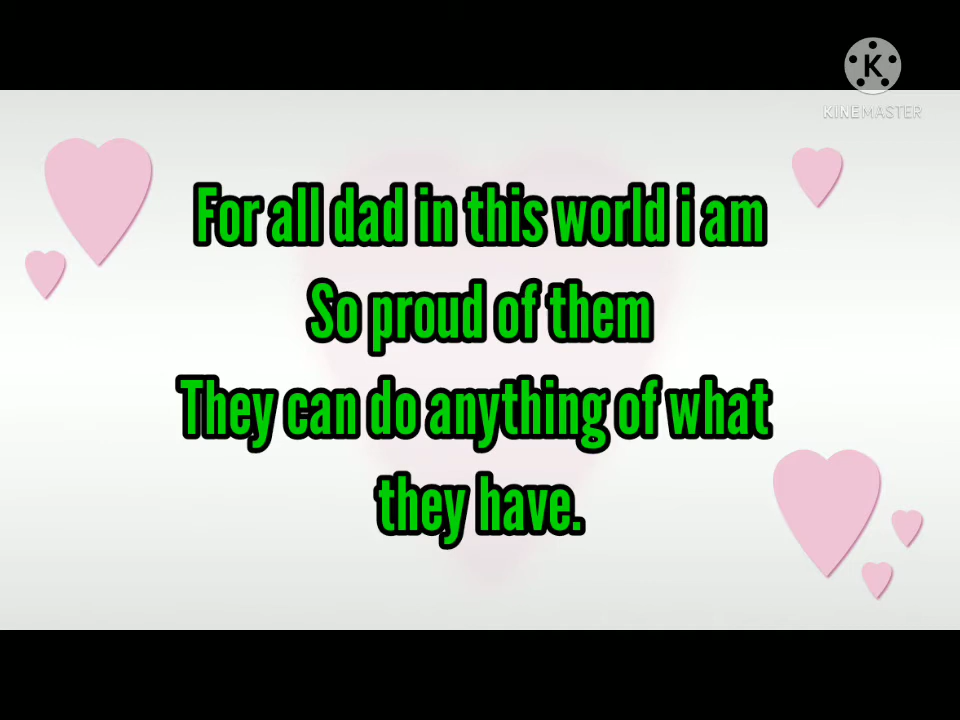 K
KINEMASTER
For all dad in this world i am
So proud of them
They can do anything of what
they have.